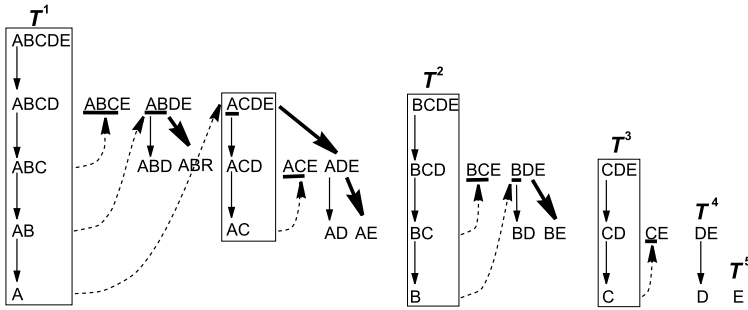 T1
ABCDE
T2
ABCD ABCE ABDE ACDE BCDE
T3
ABC ABD ABR ACD ACE ADE BCD BCE BDE CDE
T4
AB AC AD AE BC BD BE CD CE DE
T5
A B C D E